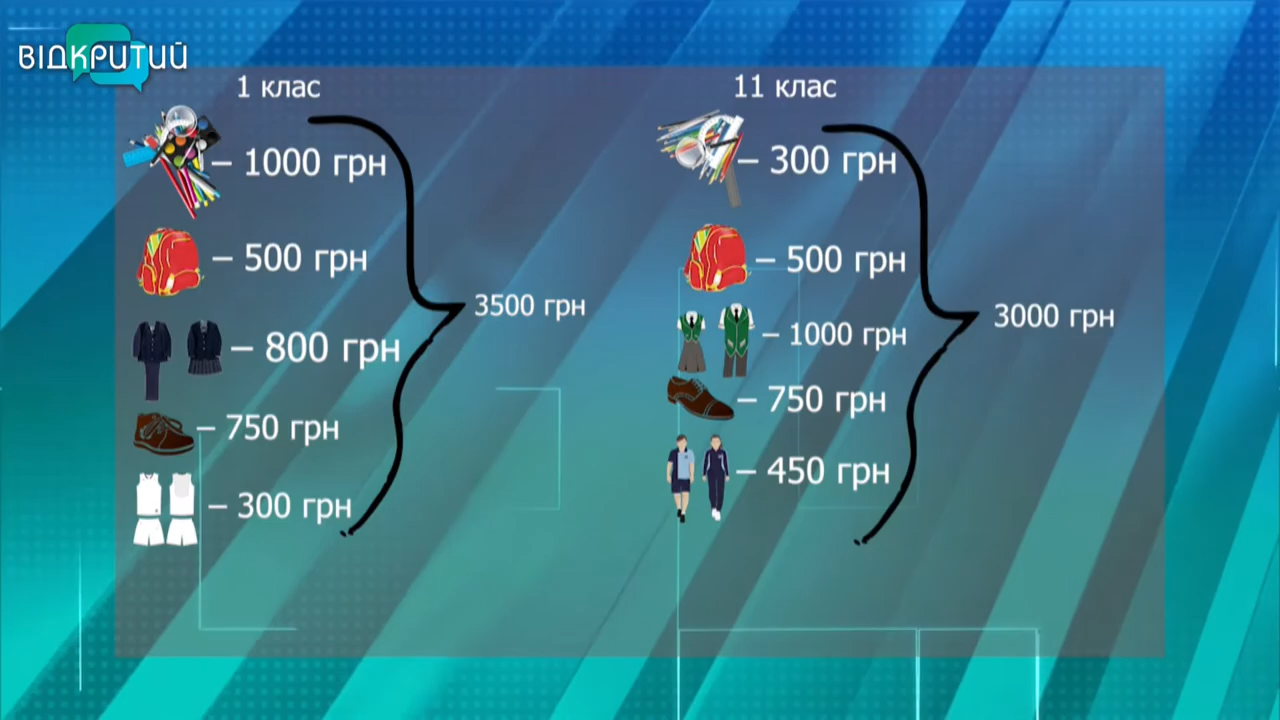 ВІДКРИТИЙ
1 клас
– 1000 грн
– 500 грн
– 800 грн
– 750 грн
– 300 грн
3500 грн
11 клас
– 300 грн
– 500 грн
– 1000 грн
– 750 грн
– 450 грн
3000 грн